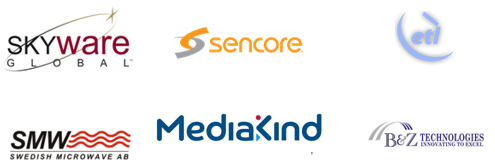 SKYware
GLOBAL
sencore
etl
SMW
SWEDISH MICROWAVE AB
MediaKind
B&Z TECHNOLOGIES
INNOVATING TO EXCEL